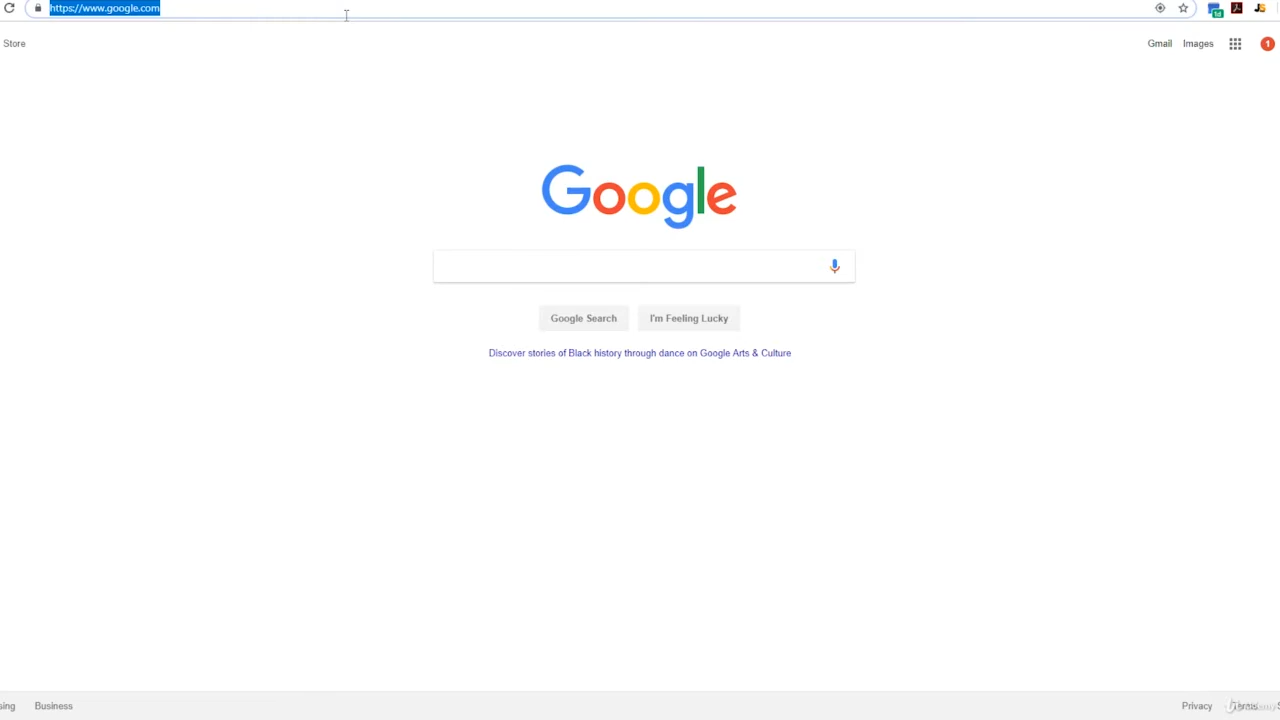 https://www.google.com
Store
Gmail Images 1
Google
Google Search I'm Feeling Lucky
Discover stories of Black history through dance on Google Arts & Culture
Business
Privacy Terms